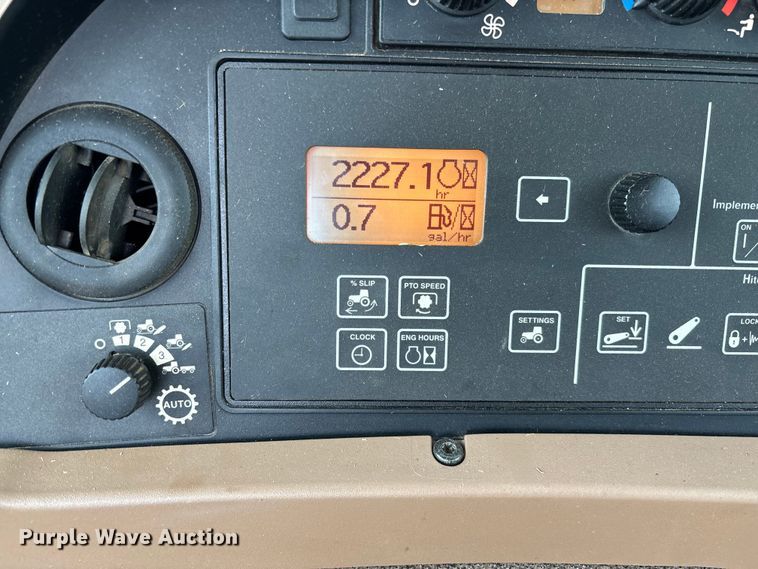 2227.1
hr
0.7
gal/hr
Implemen
ON
% SLIP
PTO SPEED
Hitc
CLOCK
ENG HOURS
SETTINGS
SET
LOCK
1 2 3
AUTO
Purple Wave Auction